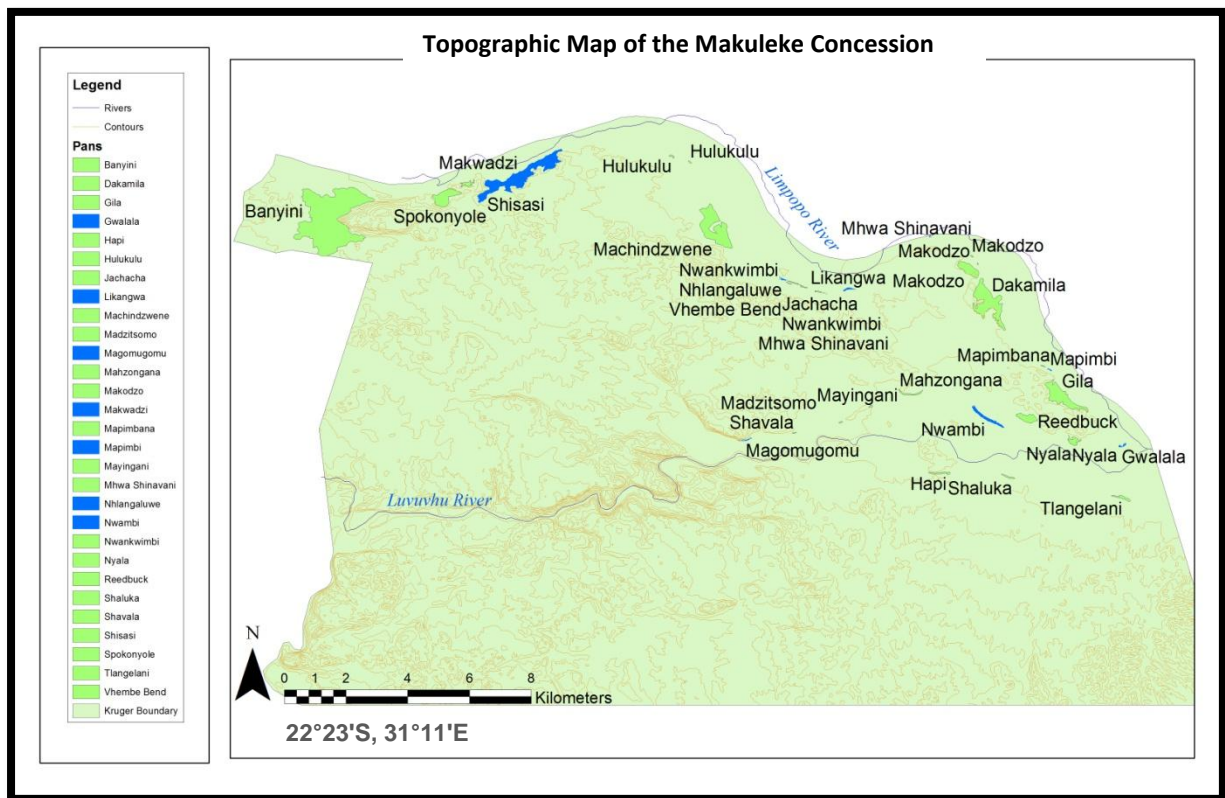 Topographic Map of the Makuleke Concession
Legend
Rivers
Contours
Pans
Banyini
Dakamila
Gila
Gwalala
Hapi
Hulukulu
Jachacha
Likangwa
Machindzwene
Madzitsomo
Magomugomu
Mahzongana
Makodzo
Makwadzi
Mapimbana
Mapimbi
Mayingani
Mhwa Shinavani
Nhlangaluwe
Nwambi
Nwankwimbi
Nyala
Reedbuck
Shaluka
Shavala
Shisasi
Spokonyole
Tlangelani
Vhembe Bend
Kruger Boundary
Hulukulu
Makwadzi
Hulukulu
Limpopo River
Shisasi
Banyini
Spokonyole
Mhwa Shinavani
Machindzwene
Makodzo
Makodzo
Nwankwimbi
Likangwa
Makodzo
Dakamila
Nhlangaluwe
Vhembe Bend
Jachacha
Nwankwimbi
Mhwa Shinavani
Mapimbana
Mapimbi
Mahzongana
Gila
Mayingani
Madzitsomo
Shavala
Reedbuck
Nwambi
Magomugomu
Nyala
Nyala
Gwalala
Hapi
Shaluka
Luvuvhu River
Tlangelani
N
0 1 2 4 6 8
Kilometers
22°23'S, 31°11'E